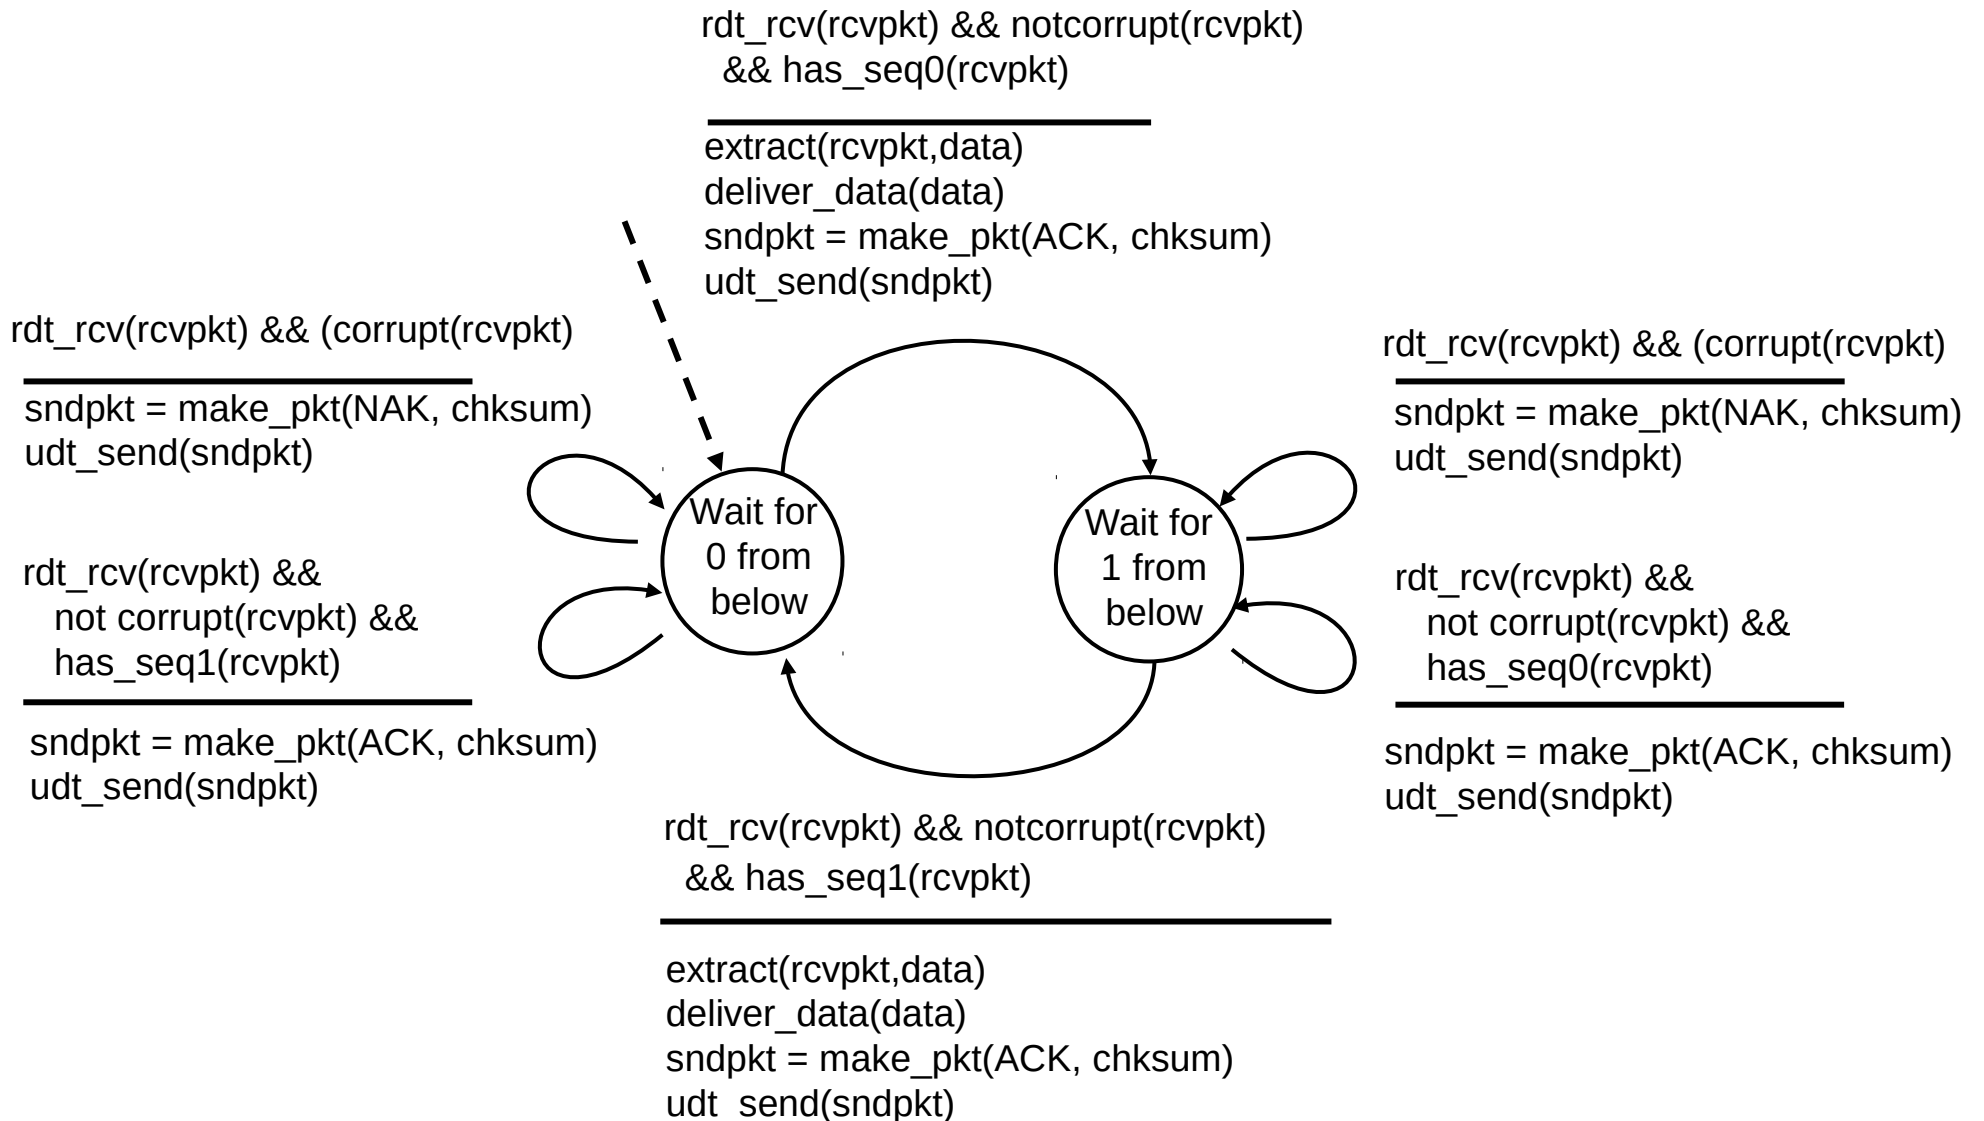 rdt_rcv(rcvpkt) && notcorrupt(rcvpkt)
&& has_seq0(rcvpkt)
extract(rcvpkt,data)
deliver_data(data)
sndpkt = make_pkt(ACK, chksum)
udt_send(sndpkt)
rdt_rcv(rcvpkt) && (corrupt(rcvpkt)
sndpkt = make_pkt(NAK, chksum)
udt_send(sndpkt)
rdt_rcv(rcvpkt) &&
not corrupt(rcvpkt) &&
has_seq1(rcvpkt)
sndpkt = make_pkt(ACK, chksum)
udt_send(sndpkt)
Wait for
0 from
below
Wait for
1 from
below
rdt_rcv(rcvpkt) && (corrupt(rcvpkt)
sndpkt = make_pkt(NAK, chksum)
udt_send(sndpkt)
rdt_rcv(rcvpkt) &&
not corrupt(rcvpkt) &&
has_seq0(rcvpkt)
sndpkt = make_pkt(ACK, chksum)
udt_send(sndpkt)
rdt_rcv(rcvpkt) && notcorrupt(rcvpkt)
&& has_seq1(rcvpkt)
extract(rcvpkt,data)
deliver_data(data)
sndpkt = make_pkt(ACK, chksum)
udt_send(sndpkt)